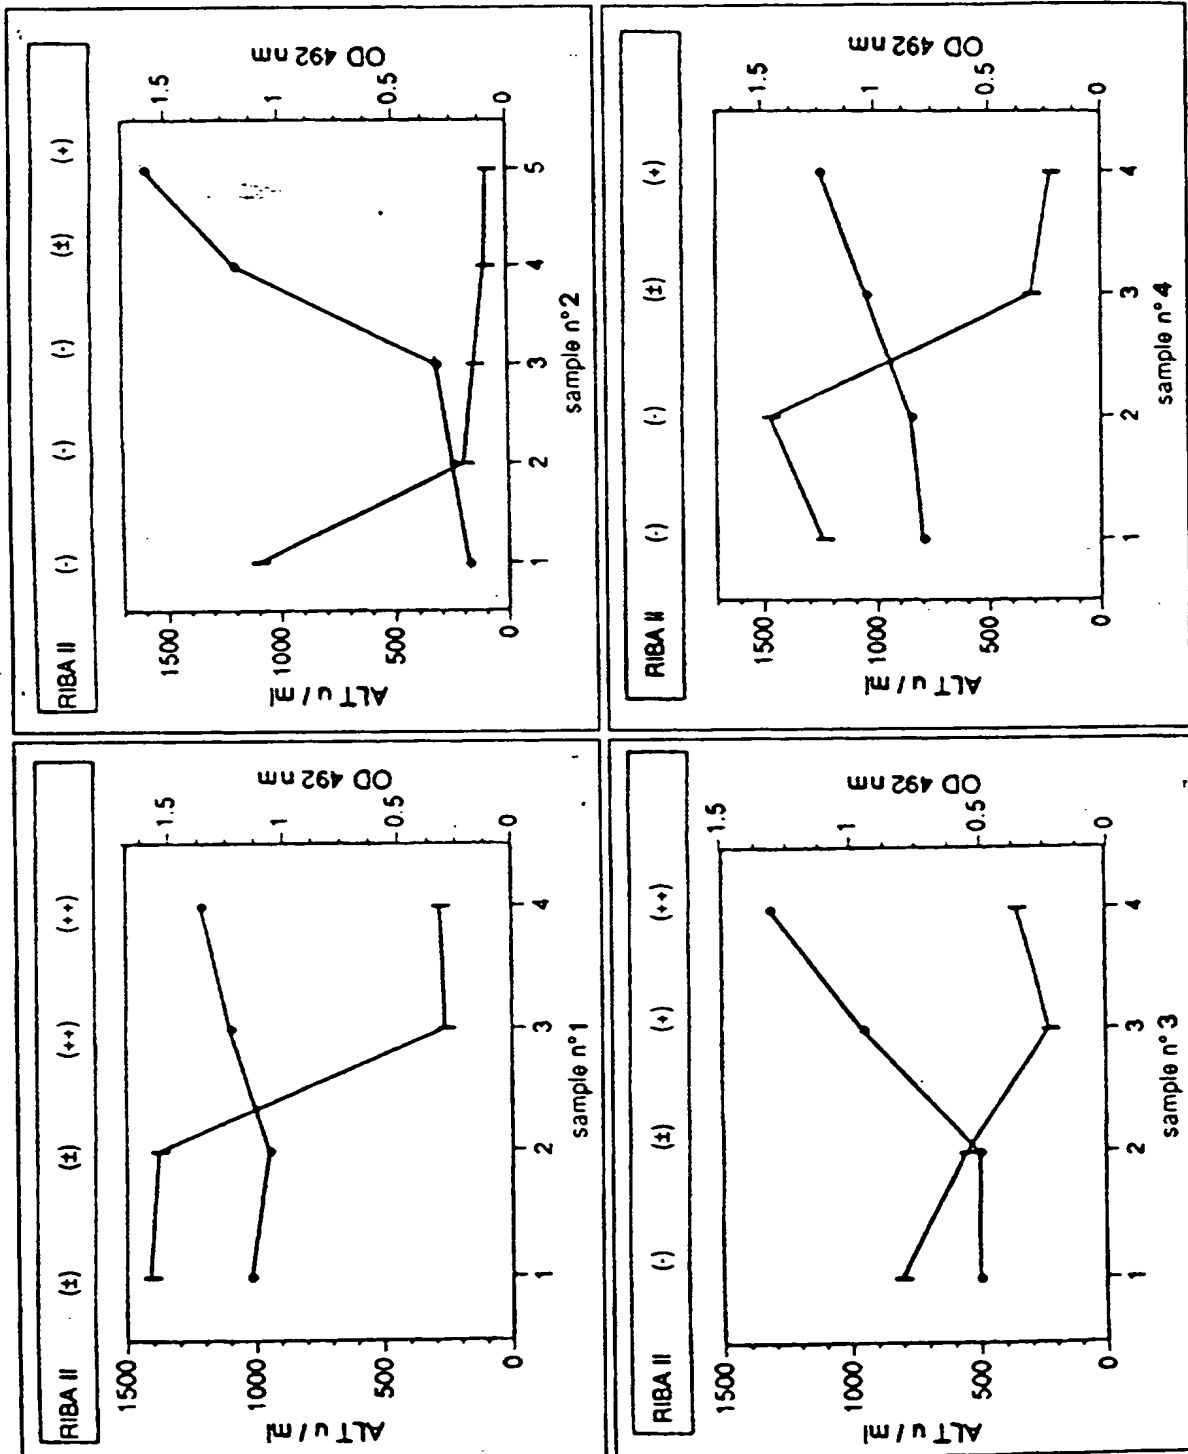 RIBA II (±) (±) (++) (++)
ALT u / ml
1500
1000
500
0
OD 492 nm
1.5
1
0.5
0
1 2 3 4
sample n°1
RIBA II (-) (-) (-) (±) (+)
ALT u / ml
1500
1000
500
0
OD 492 nm
1.5
1
0.5
0
1 2 3 4 5
sample n°2
RIBA II (-) (±) (+) (++)
ALT u / ml
1500
1000
500
0
OD 492 nm
1.5
1
0.5
0
1 2 3 4
sample n°3
RIBA II (-) (-) (±) (+)
ALT u / ml
1500
1000
500
0
OD 492 nm
1.5
1
0.5
0
1 2 3 4
sample n°4